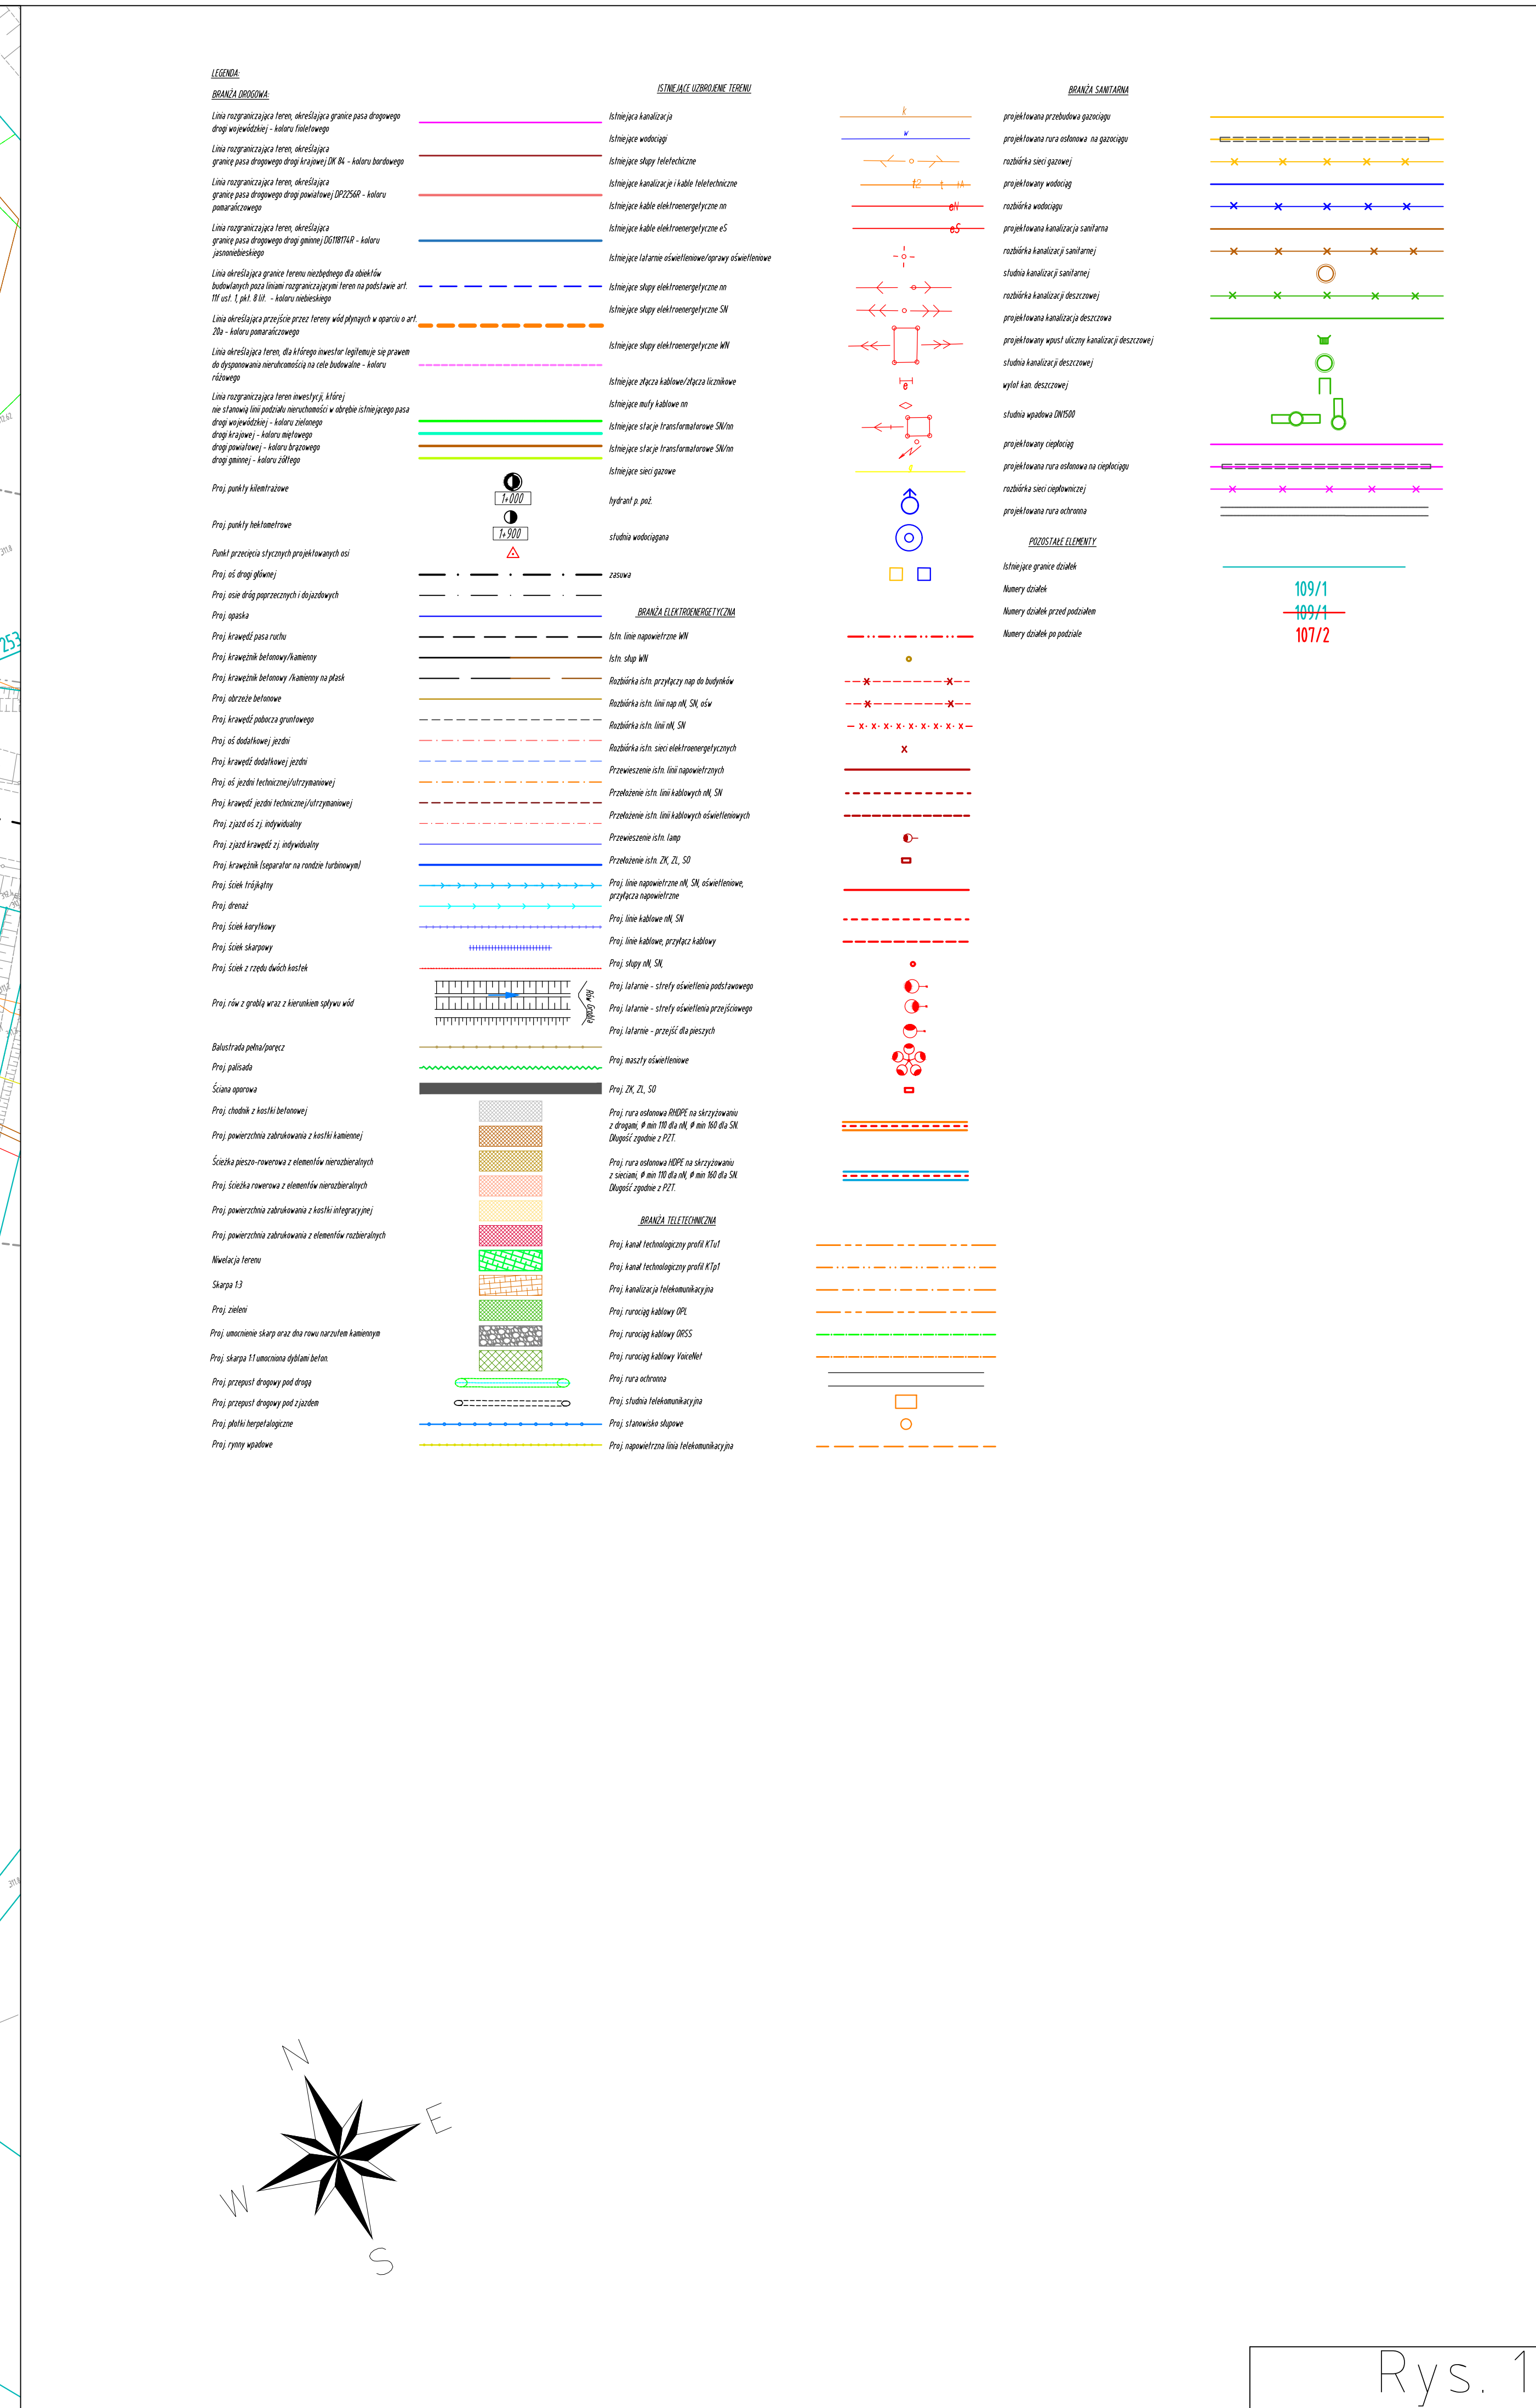 LEGENDA:
BRANŻA DROGOWA:
Linia rozgraniczająca teren, określająca granice pasa drogowego
drogi wojewódzkiej - koloru fioletowego
Linia rozgraniczająca teren, określająca
granicę pasa drogowego drogi krajowej DK 84 - koloru bordowego
Linia rozgraniczająca teren, określająca
granicę pasa drogowego drogi powiatowej DP2256R - koloru
pomarańczowego
Linia rozgraniczająca teren, określająca
granicę pasa drogowego drogi gminnej DG118174R - koloru
jasnoniebieskiego
Linia określająca granice terenu niezbędnego dla obiektów
budowlanych poza liniami rozgraniczającymi teren na podstawie art.
11f ust. 1, pkt. 8 lit. - koloru niebieskiego
Linia określająca przejście przez tereny wód płynąych w oparciu o art.
20a - koloru pomarańczowego
Linia określająca teren, dla którego inwestor legitymuje się prawem
do dysponowania nieruhcomością na cele budowalne - koloru
różowego
Linia rozgraniczająca teren inwestycji, której
nie stanowią linii podziału nieruchomości w obrębie istniejącego pasa
drogi wojewódzkiej - koloru zielonego
drogi krajowej - koloru miętowego
drogi powiatowej - koloru brązowego
drogi gminnej - koloru żółtego
Proj. punkty kilemtrażowe
1+000
Proj. punkty hektometrowe
1+900
Punkt przecięcia stycznych projektowanych osi
Proj. oś drogi głównej
Proj. osie dróg poprzecznych i dojazdowych
Proj. opaska
Proj. krawędź pasa ruchu
Proj. krawężnik betonowy/kamienny
Proj. krawężnik betonowy /kamienny na płask
Proj. obrzeże betonowe
Proj. krawędź pobocza gruntowego
Proj. oś dodatkowej jezdni
Proj. krawędź dodatkowej jezdni
Proj. oś jezdni technicznej/utrzymaniowej
Proj. krawędź jezdni technicznej/utrzymaniowej
Proj. zjazd oś zj. indywidualny
Proj. zjazd krawędź zj. indywidualny
Proj. krawężnik (separator na rondzie turbinowym)
Proj. ściek trójkątny
Proj. drenaż
Proj. ściek korytkowy
Proj. ściek skarpowy
Proj. ściek z rzędu dwóch kostek
Proj. rów z groblą wraz z kierunkiem spływu wód
Rów Grobla
Balustrada pełna/poręcz
Proj. palisada
Ściana oporowa
Proj. chodnik z kostki betonowej
Proj. powierzchnia zabrukowania z kostki kamiennej
Ścieżka pieszo-rowerowa z elementów nierozbieralnych
Proj. ścieżka rowerowa z elementów nierozbieralnych
Proj. powierzchnia zabrukowania z kostki integracyjnej
Proj. powierzchnia zabrukowania z elementów rozbieralnych
Niwelacja terenu
Skarpa 1:3
Proj. zieleni
Proj. umocnienie skarp oraz dna rowu narzutem kamiennym
Proj. skarpa 1:1 umocniona dyblami beton.
Proj. przepust drogowy pod drogą
Proj. przepust drogowy pod zjazdem
Proj. płotki herpetologiczne
Proj. rynny wpadowe
ISTNIEJĄCE UZBROJENIE TERENU
Istniejąca kanalizacja
k
Istniejące wodociągi
w
Istniejące słupy teletechiczne
Istniejące kanalizacje i kable teletechniczne
t2
t
tA
Istniejące kable elektroenergetyczne nn
eN
Istniejące kable elektroenergetyczne eS
eS
Istniejące latarnie oświetleniowe/oprawy oświetleniowe
Istniejące słupy elektroenergetyczne nn
Istniejące słupy elektroenergetyczne SN
Istniejące słupy elektroenergetyczne WN
Istniejące złącza kablowe/złącza licznikowe
e
Istniejące mufy kablowe nn
Istniejące stacje transformatorowe SN/nn
Istniejące stacje transformatorowe SN/nn
Istniejące sieci gazowe
g
hydrant p. poż.
studnia wodociągana
zasuwa
BRANŻA ELEKTROENERGETYCZNA
Istn. linie napowietrzne WN
Istn. słup WN
Rozbiórka istn. przyłączy nap do budynków
Rozbiórka istn. linii nap nN, SN, ośw
Rozbiórka istn. linii nN, SN
Rozbiórka istn. sieci elektroenergetycznych
Przewieszenie istn. linii napowietrznych
Przełożenie istn. linii kablowych nN, SN
Przełożenie istn. linii kablowych oświetleniowych
Przewieszenie istn. lamp
Przełożenie istn. ZK, ZL, SO
Proj. linie napowietrzne nN, SN, oświetleniowe,
przyłącza napowietrzne
Proj. linie kablowe nN, SN
Proj. linie kablowe, przyłącz kablowy
Proj. słupy nN, SN,
Proj. latarnie - strefy oświetlenia podstawowego
Proj. latarnie - strefy oświetlenia przejściowego
Proj. latarnie - przejść dla pieszych
Proj. maszty oświetleniowe
Proj. ZK, ZL, SO
Proj. rura osłonowa RHDPE na skrzyżowaniu
z drogami, Φ min 110 dla nN, Φ min 160 dla SN.
Długość zgodnie z PZT.
Proj. rura osłonowa HDPE na skrzyżowaniu
z sieciami, Φ min 110 dla nN, Φ min 160 dla SN.
Długość zgodnie z PZT.
BRANŻA TELETECHNICZNA
Proj. kanał technologiczny profil KTu1
Proj. kanał technologiczny profil KTp1
Proj. kanalizacja telekomunikacyjna
Proj. rurociąg kablowy OPL
Proj. rurociąg kablowy ORSS
Proj. rurociąg kablowy VoiceNet
Proj. rura ochronna
Proj. studnia telekomunikacyjna
Proj. stanowisko słupowe
Proj. napowietrzna linia telekomunikacyjna
BRANŻA SANITARNA
projektowana przebudowa gazociągu
projektowana rura osłonowa na gazociągu
rozbiórka sieci gazowej
projektowany wodociąg
rozbiórka wodociągu
projektowana kanalizacja sanitarna
rozbiórka kanalizacji sanitarnej
studnia kanalizacji sanitarnej
rozbiórka kanalizacji deszczowej
projektowana kanalizacja deszczowa
projektowany wpust uliczny kanalizacji deszczowej
studnia kanalizacji deszczowej
wylot kan. deszczowej
studnia wpadowa DN1500
projektowany ciepłociąg
projektowana rura osłonowa na ciepłociągu
rozbiórka sieci ciepłowniczej
projektowana rura ochronna
POZOSTAŁE ELEMENTY
Istniejące granice działek
Numery działek
109/1
Numery działek przed podziałem
109/1
Numery działek po podziale
107/2
253
311.8
N
E
W
S
Rys. 1